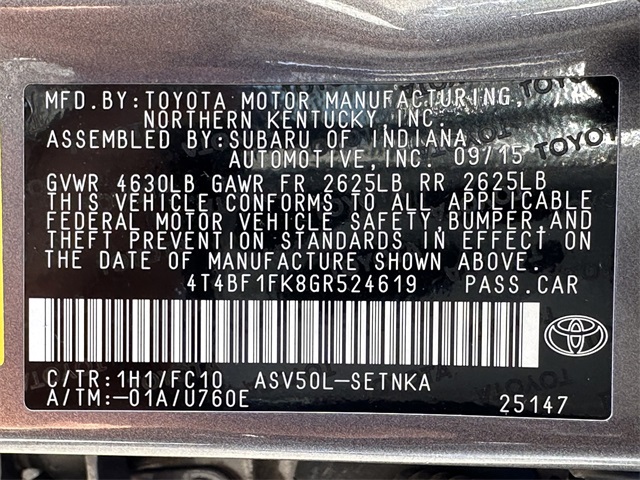 MFD.BY:TOYOTA MOTOR MANUFACTURING,
NORTHERN KENTUCKY,INC.
ASSEMBLED BY:SUBARU OF INDIANA
AUTOMOTIVE,INC. 09/15
GVWR 4630LB GAWR FR 2625LB RR 2625LB
THIS VEHICLE CONFORMS TO ALL APPLICABLE
FEDERAL MOTOR VEHICLE SAFETY,BUMPER,AND
THEFT PREVENTION STANDARDS IN EFFECT ON
THE DATE OF MANUFACTURE SHOWN ABOVE.
4T4BF1FK8GR524619 PASS.CAR
C/TR:1H1/FC10 ASV50L-SETNKA
A/TM:-01A/U760E 25147
TOYOTA